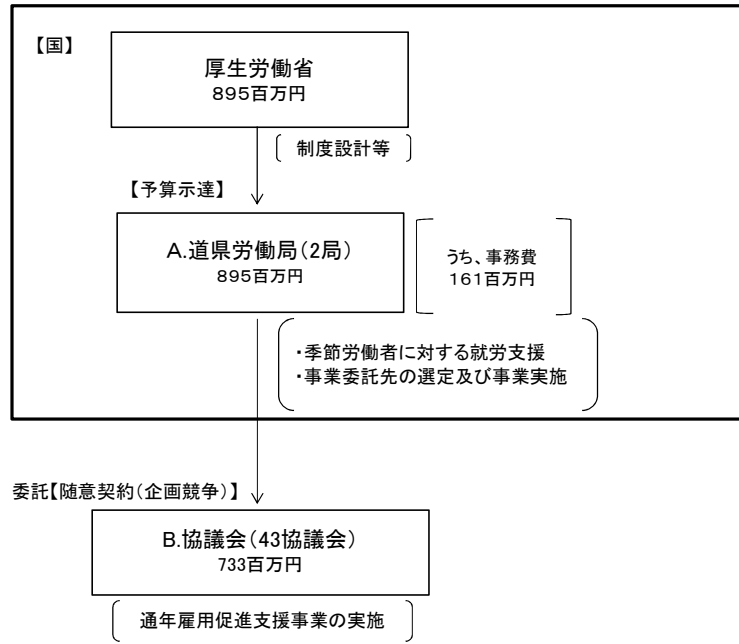 【国】
厚生労働省
895百万円
制度設計等
【予算示達】
A.道県労働局(2局)
895百万円
うち、事務費
161百万円
・季節労働者に対する就労支援
・事業委託先の選定及び事業実施
委託【随意契約(企画競争)】
B.協議会(43協議会)
733百万円
通年雇用促進支援事業の実施